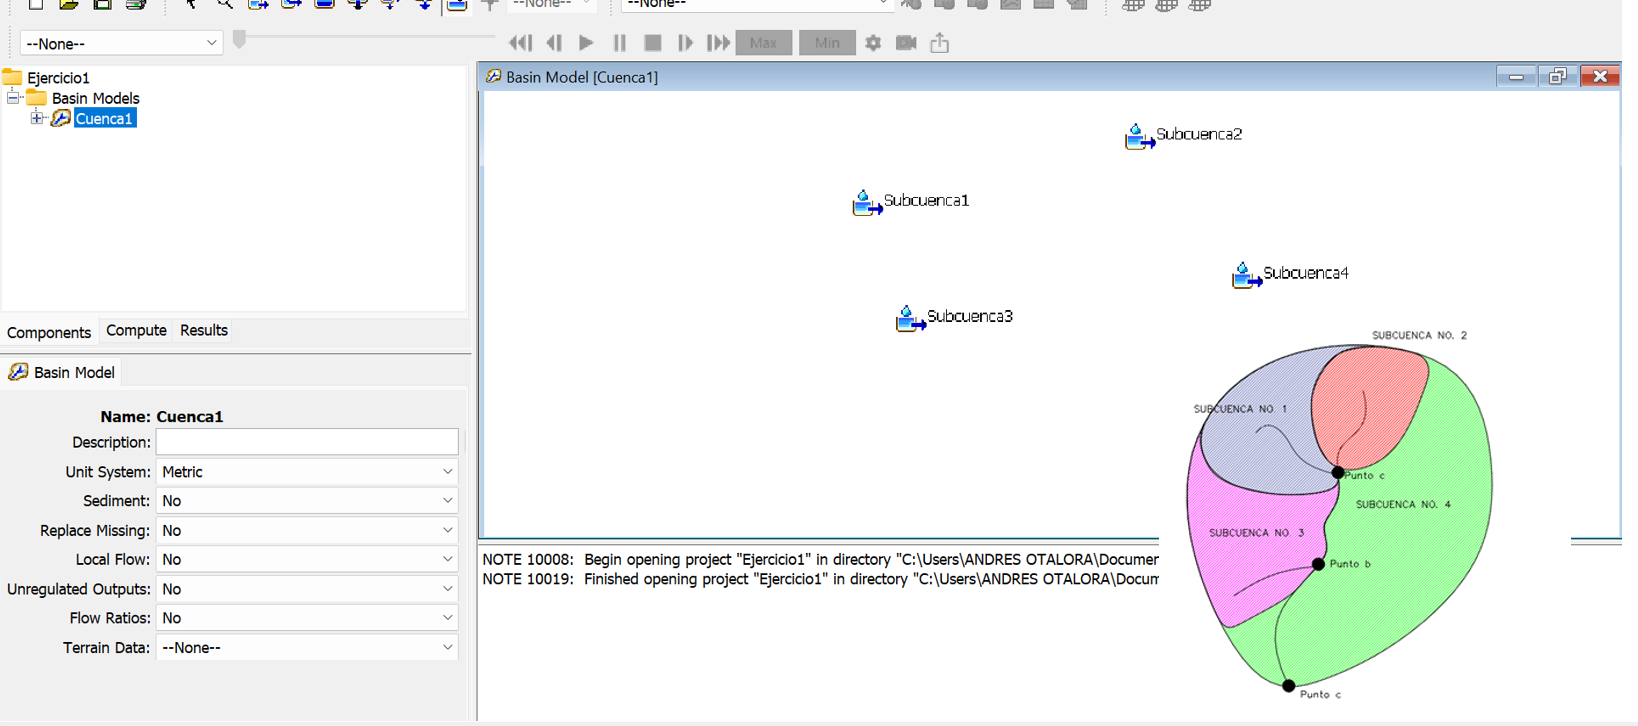 --None--
--None--
--None--
Max
Min
Ejercicio1
Basin Models
Cuenca1
Components
Compute
Results
Basin Model
Name: Cuenca1
Description:
Unit System: Metric
Sediment: No
Replace Missing: No
Local Flow: No
Unregulated Outputs: No
Flow Ratios: No
Terrain Data: --None--
Basin Model [Cuenca1]
Subcuenca2
Subcuenca1
Subcuenca4
Subcuenca3
NOTE 10008: Begin opening project "Ejercicio1" in directory "C:\Users\ANDRES OTALORA\Documen
NOTE 10019: Finished opening project "Ejercicio1" in directory "C:\Users\ANDRES OTALORA\Docum
SUBCUENCA NO. 2
SUBCUENCA NO. 1
Punto c
SUBCUENCA NO. 4
SUBCUENCA NO. 3
Punto b
Punto c